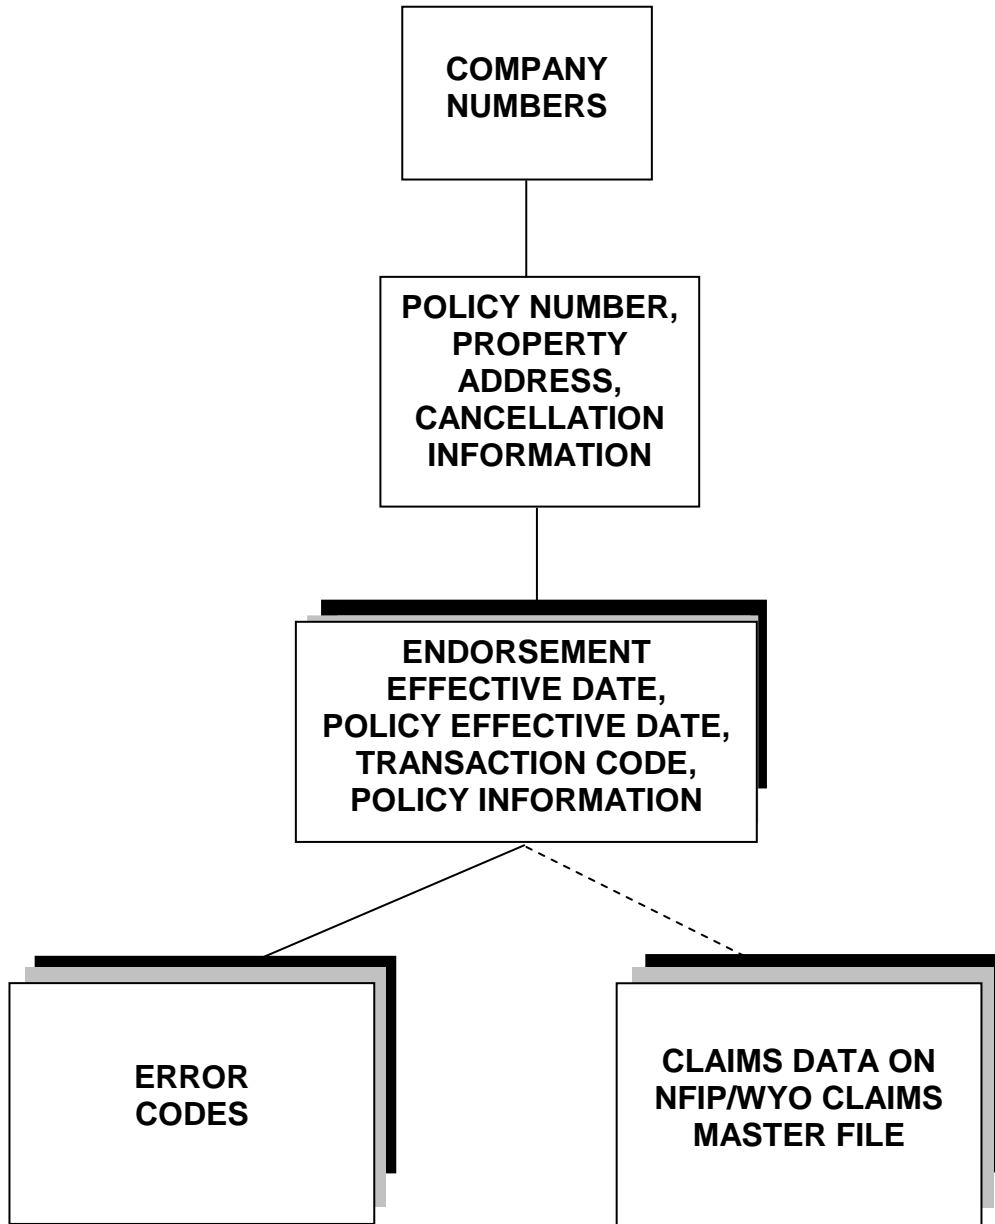 COMPANY
NUMBERS
POLICY NUMBER,
PROPERTY
ADDRESS,
CANCELLATION
INFORMATION
ENDORSEMENT
EFFECTIVE DATE,
POLICY EFFECTIVE DATE,
TRANSACTION CODE,
POLICY INFORMATION
ERROR
CODES
CLAIMS DATA ON
NFIP/WYO CLAIMS
MASTER FILE